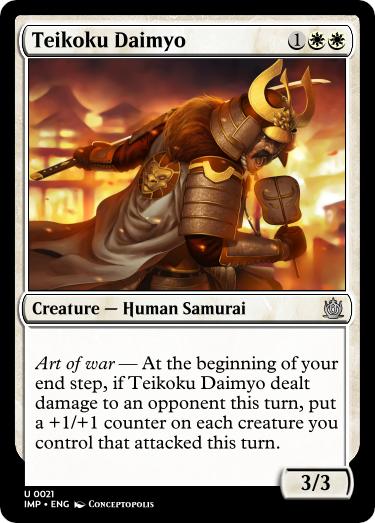 Teikoku Daimyo 1
Creature — Human Samurai
Art of war — At the beginning of your
end step, if Teikoku Daimyo dealt
damage to an opponent this turn, put
a +1/+1 counter on each creature you
control that attacked this turn.
3/3
U 0021
IMP • ENG Conceptopolis